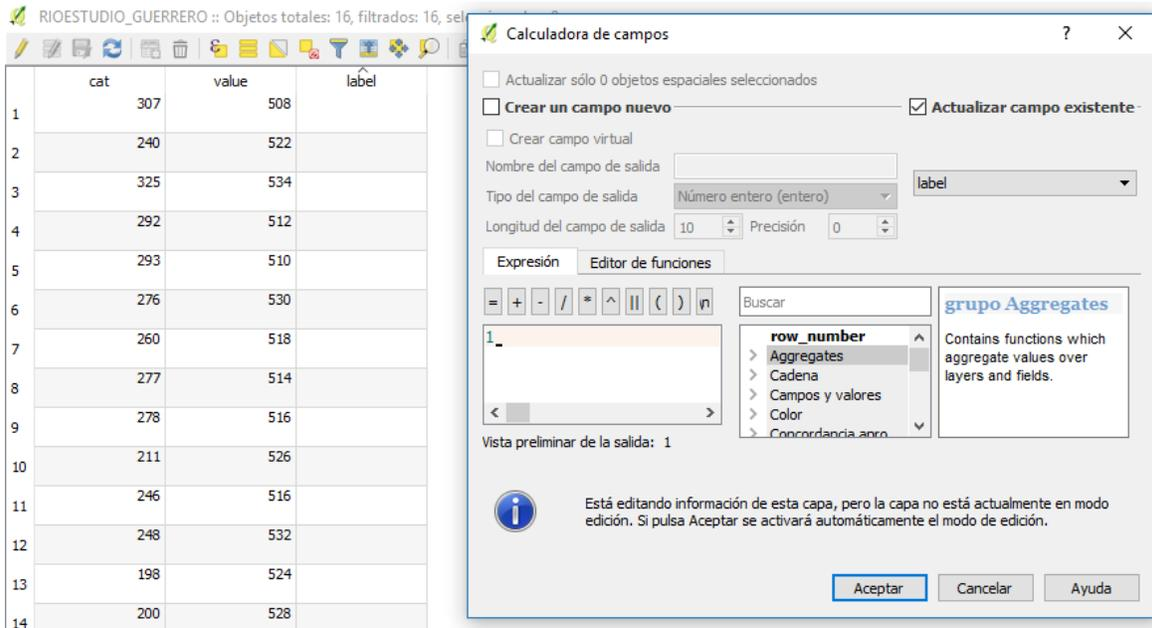 RIOESTUDIO_GUERRERO :: Objetos totales: 16, filtrados: 16,
Calculadora de campos
cat value label
1 307 508
2 240 522
3 325 534
4 292 512
5 293 510
6 276 530
7 260 518
8 277 514
9 278 516
10 211 526
11 246 516
12 248 532
13 198 524
14 200 528
Actualizar sólo 0 objetos espaciales seleccionados
Crear un campo nuevo
Actualizar campo existente
Crear campo virtual
Nombre del campo de salida
Tipo del campo de salida Número entero (entero)
label
Longitud del campo de salida 10 Precisión 0
Expresión Editor de funciones
= + - / * ^ || ( ) \n
Buscar
1
row_number
Aggregates
Cadena
Campos y valores
Color
Concordancia apro
grupo Aggregates
Contains functions which
aggregate values over
layers and fields.
Vista preliminar de la salida: 1
Está editando información de esta capa, pero la capa no está actualmente en modo
edición. Si pulsa Aceptar se activará automáticamente el modo de edición.
Aceptar Cancelar Ayuda